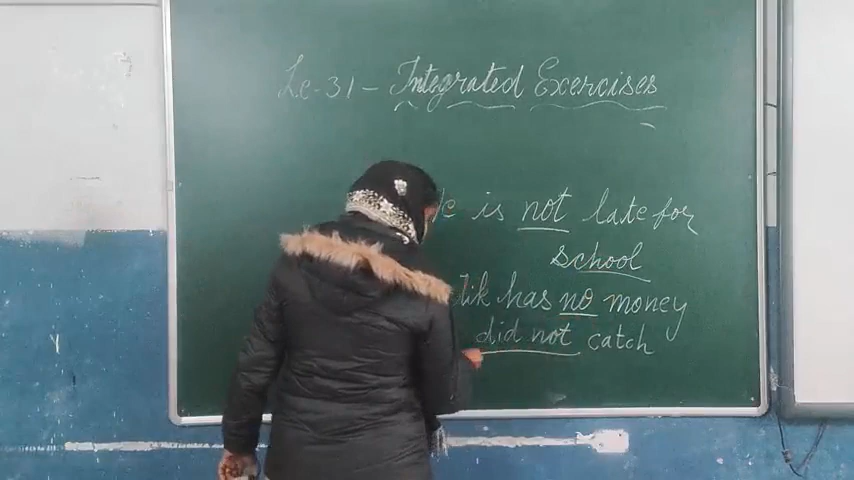 Le-31 - Integrated Exercises
is not late for
school
has no money
did not catch